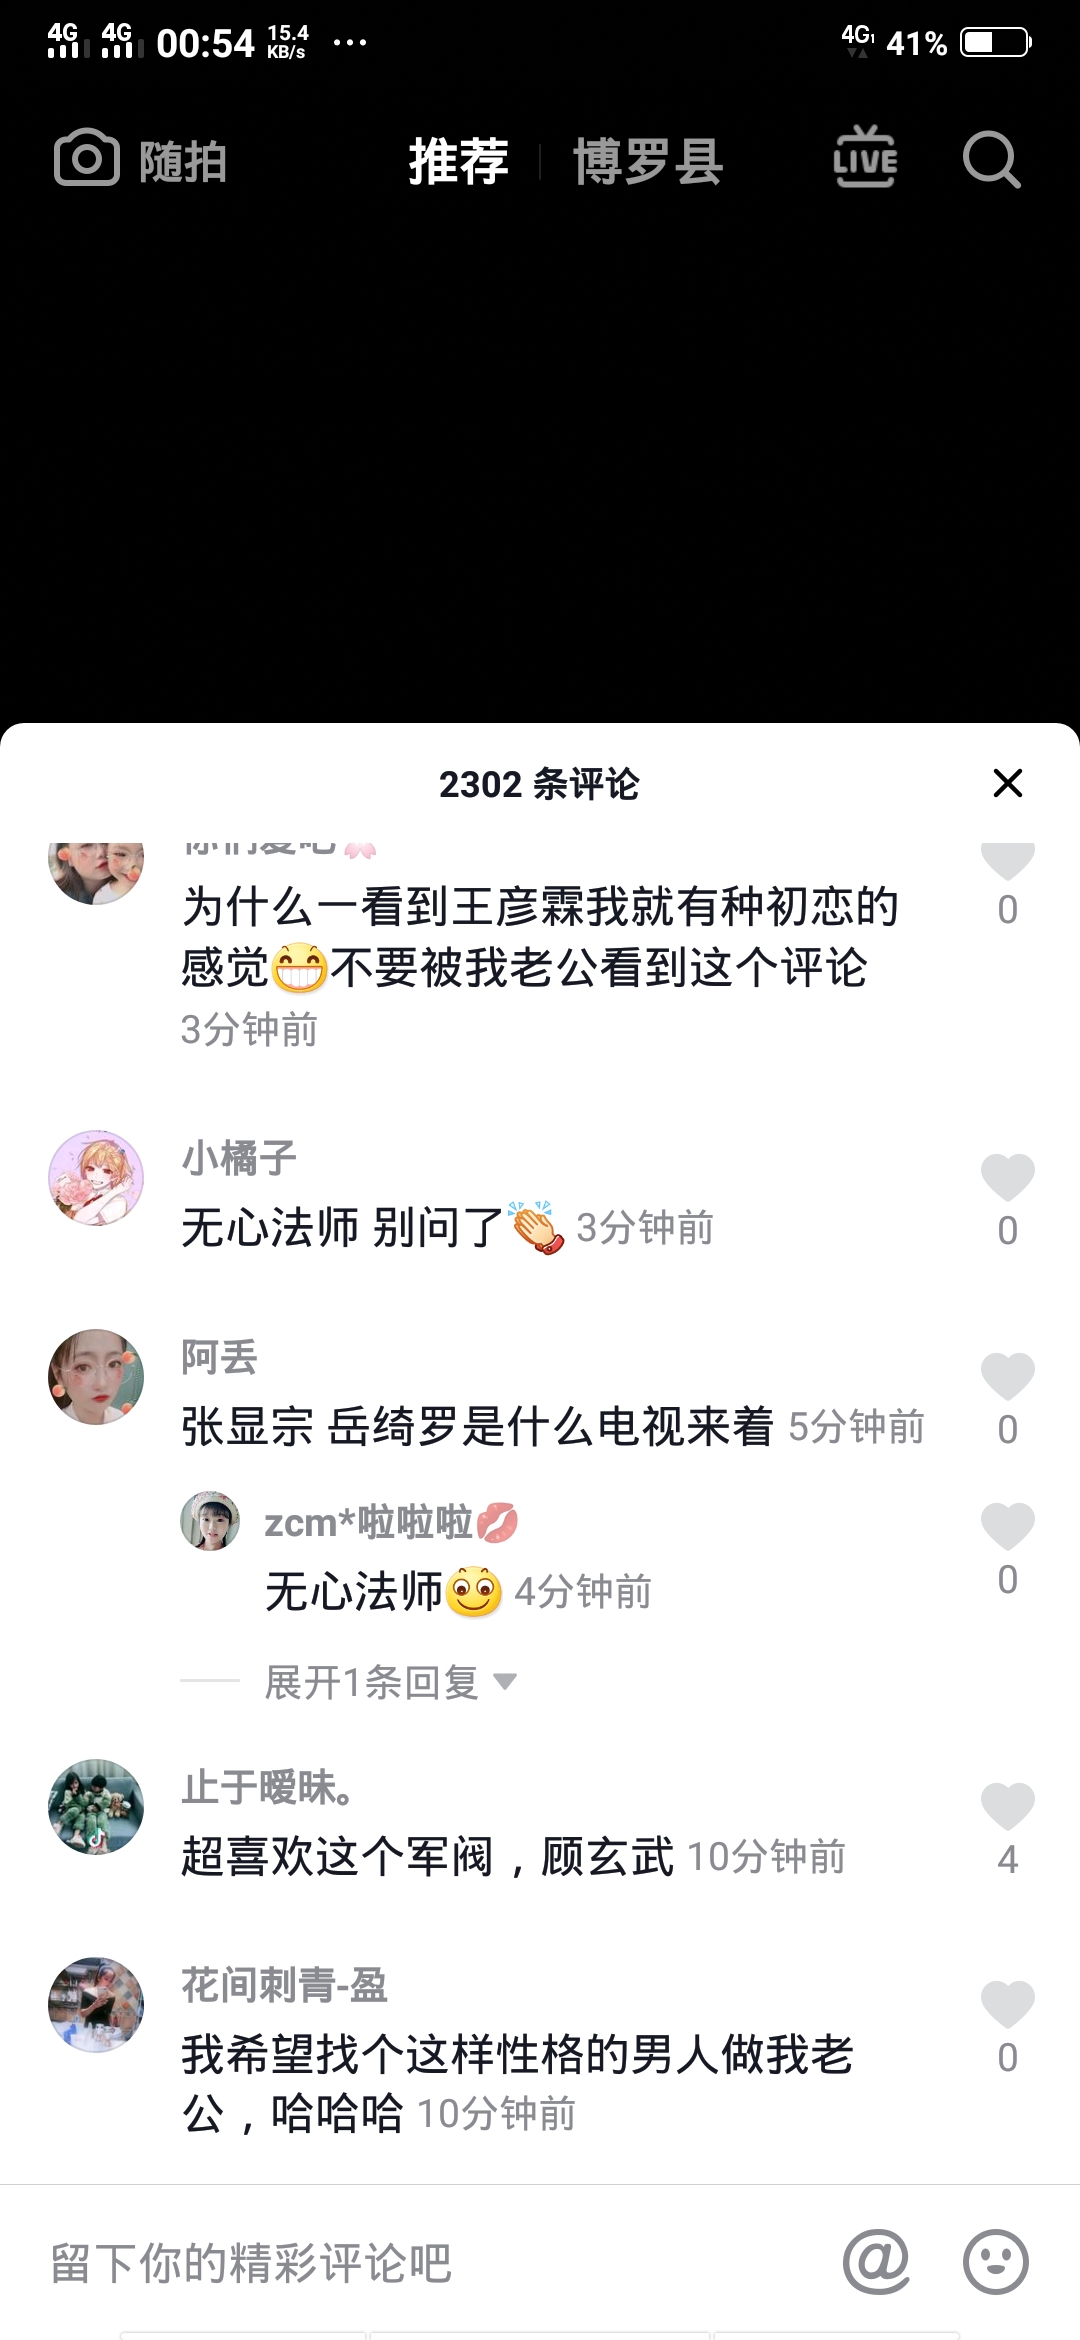 4G 4G 00:54 15.4 KB/s ... 4G1 41%
随拍 推荐 博罗县 LIVE
2302 条评论
你们爱吧🌸
为什么一看到王彦霖我就有种初恋的
感觉😁不要被我老公看到这个评论
3分钟前
0
小橘子
无心法师 别问了👏 3分钟前
0
阿丢
张显宗 岳绮罗是什么电视来着 5分钟前
0
zcm*啦啦啦💋
无心法师🙂 4分钟前
0
展开1条回复
止于暧昧。
超喜欢这个军阀，顾玄武 10分钟前
4
花间刺青-盈
我希望找个这样性格的男人做我老
公，哈哈哈 10分钟前
0
留下你的精彩评论吧 @